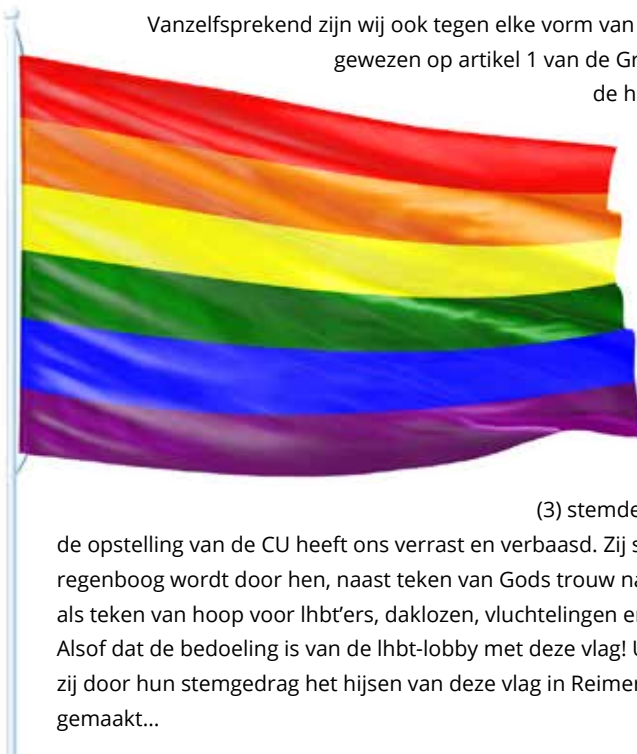 Vanzelfsprekend zijn wij ook tegen elke vorm van
gewezen op artikel 1 van de Gr
de h
(3) stemde
de opstelling van de CU heeft ons verrast en verbaasd. Zij s
regenboog wordt door hen, naast teken van Gods trouw na
als teken van hoop voor lhbt'ers, daklozen, vluchtelingen e
Alsof dat de bedoeling is van de lhbt-lobby met deze vlag! U
zij door hun stemgedrag het hijsen van deze vlag in Reimer
gemaakt...